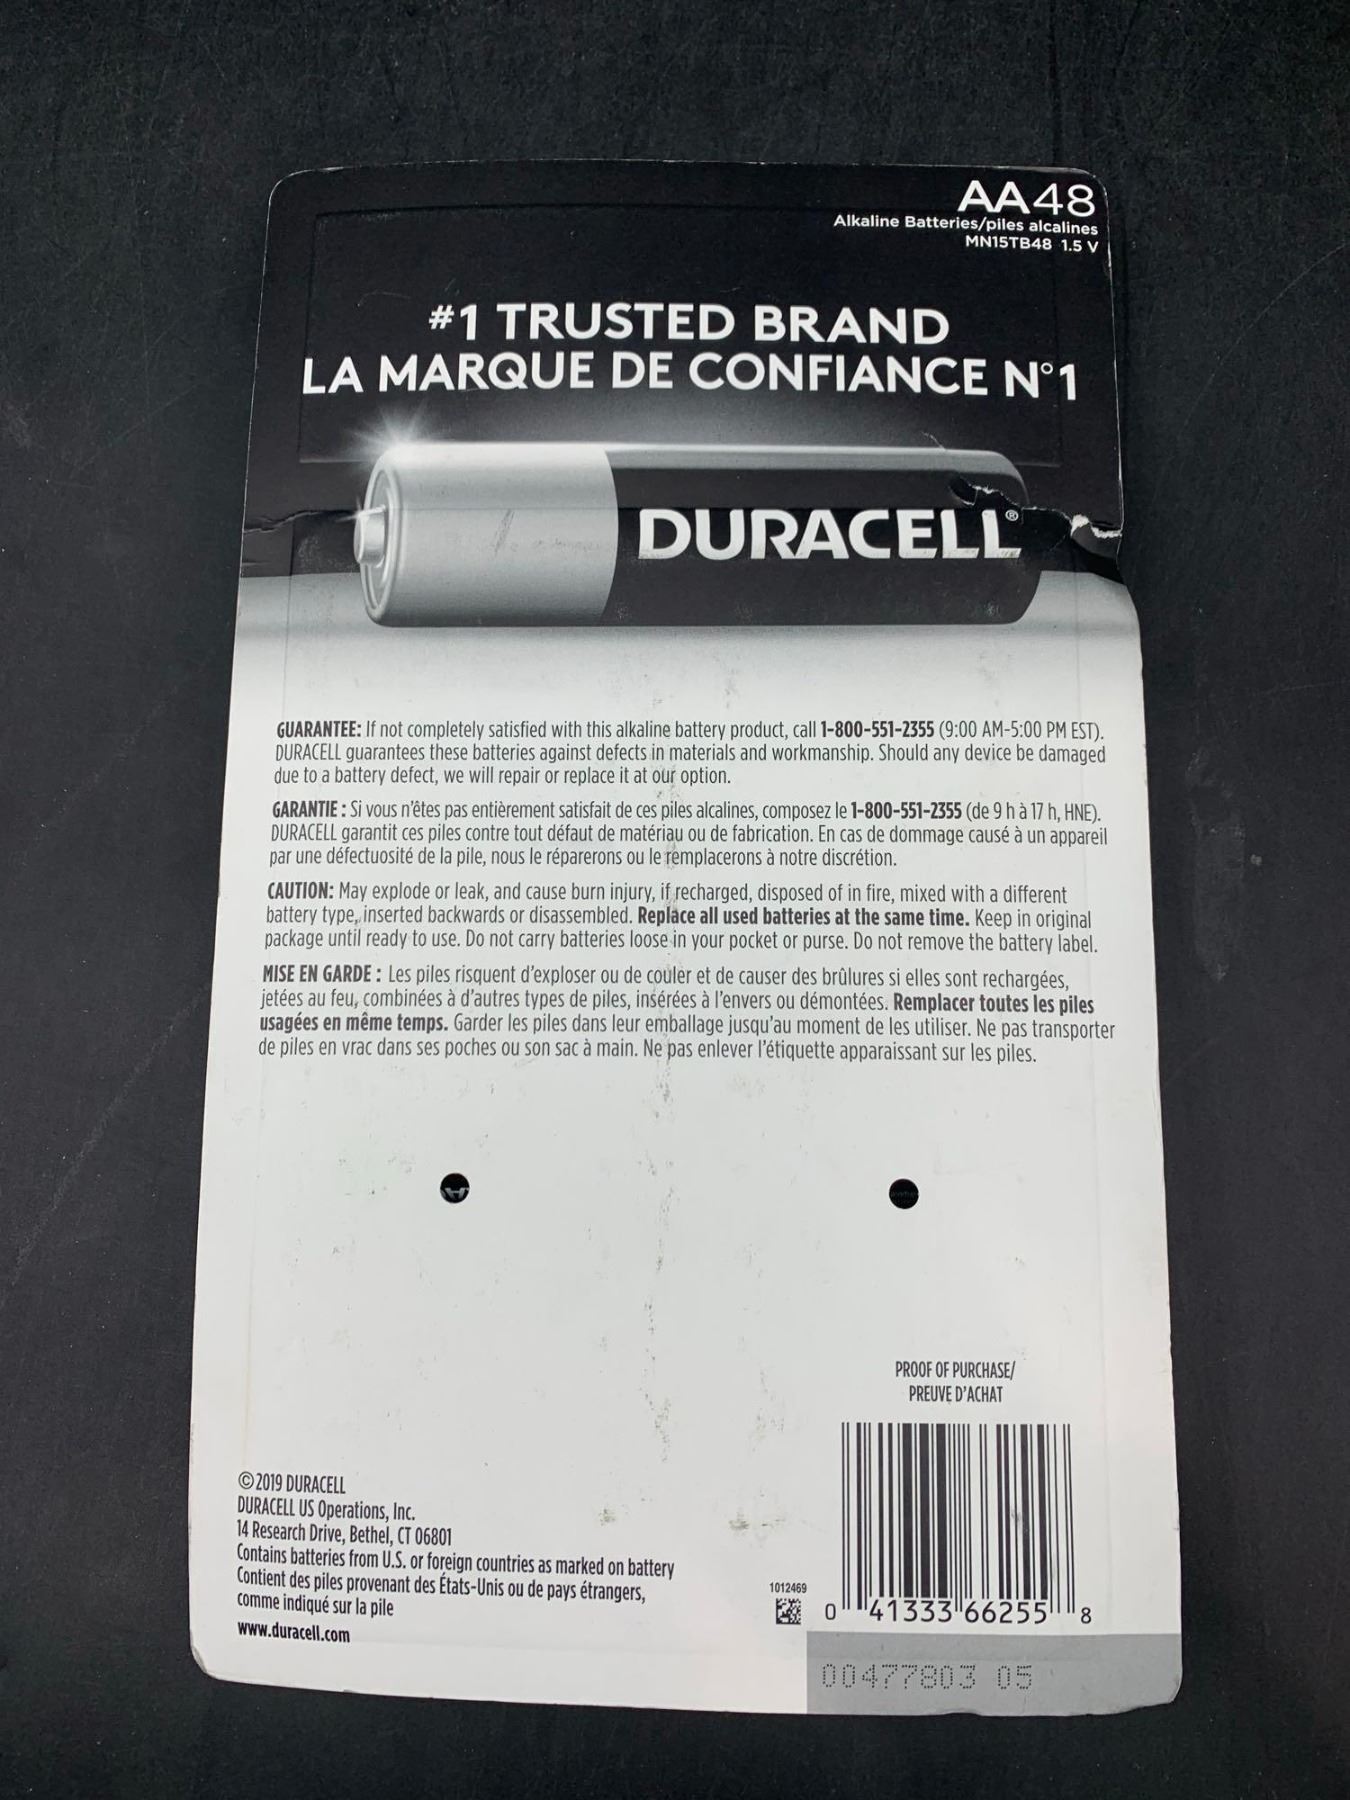 AA48
Alkaline Batteries/piles alcalines
MN15TB48 1.5 V
#1 TRUSTED BRAND
LA MARQUE DE CONFIANCE N°1
DURACELL®
GUARANTEE: If not completely satisfied with this alkaline battery product, call 1-800-551-2355 (9:00 AM-5:00 PM EST).
DURACELL guarantees these batteries against defects in materials and workmanship. Should any device be damaged
due to a battery defect, we will repair or replace it at our option.
GARANTIE : Si vous n'êtes pas entièrement satisfait de ces piles alcalines, composez le 1-800-551-2355 (de 9 h à 17 h, HNE).
DURACELL garantit ces piles contre tout défaut de matériau ou de fabrication. En cas de dommage causé à un appareil
par une défectuosité de la pile, nous le réparerons ou le remplacerons à notre discrétion.
CAUTION: May explode or leak, and cause burn injury, if recharged, disposed of in fire, mixed with a different
battery type, inserted backwards or disassembled. Replace all used batteries at the same time. Keep in original
package until ready to use. Do not carry batteries loose in your pocket or purse. Do not remove the battery label.
MISE EN GARDE : Les piles risquent d'exploser ou de couler et de causer des brûlures si elles sont rechargées,
jetées au feu, combinées à d'autres types de piles, insérées à l'envers ou démontées. Remplacer toutes les piles
usagées en même temps. Garder les piles dans leur emballage jusqu'au moment de les utiliser. Ne pas transporter
de piles en vrac dans ses poches ou son sac à main. Ne pas enlever l'étiquette apparaissant sur les piles.
PROOF OF PURCHASE/
PREUVE D'ACHAT
©2019 DURACELL
DURACELL US Operations, Inc.
14 Research Drive, Bethel, CT 06801
Contains batteries from U.S. or foreign countries as marked on battery
Contient des piles provenant des États-Unis ou de pays étrangers,
comme indiqué sur la pile
www.duracell.com
1012469
0 41333 66255 8
00477803 05